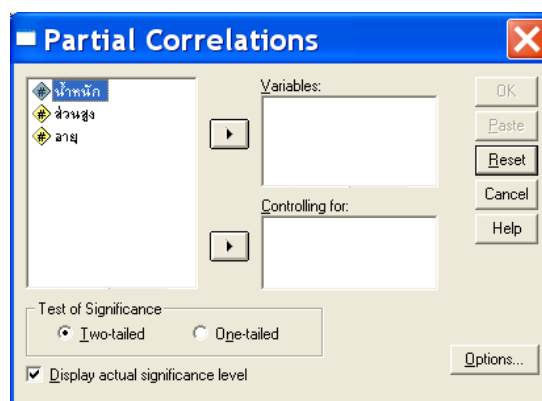 Partial Correlations
น้ำหนัก
ส่วนสูง
อายุ
Variables:
Controlling for:
OK
Paste
Reset
Cancel
Help
Test of Significance
Two-tailed
One-tailed
Display actual significance level
Options...